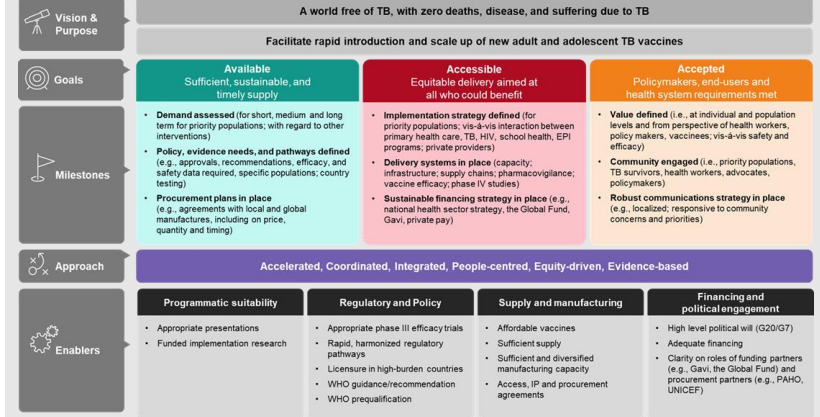 Vision &
Purpose
A world free of TB, with zero deaths, disease, and suffering due to TB
Facilitate rapid introduction and scale up of new adult and adolescent TB vaccines
Goals
Available
Sufficient, sustainable, and
timely supply
Accessible
Equitable delivery aimed at
all who could benefit
Accepted
Policymakers, end-users and
health system requirements met
Milestones
• Demand assessed (for short, medium and long
term for priority populations; with regard to other
interventions)
• Policy, evidence needs, and pathways defined
(e.g., approvals, recommendations, efficacy, and
safety data required, specific populations; country
testing)
• Procurement plans in place
(e.g., agreements with local and global
manufactures, including on price,
quantity and timing)
• Implementation strategy defined (for
priority populations; vis-á-vis interaction between
primary health care, TB, HIV, school health, EPI
programs; private providers)
• Delivery systems in place (capacity;
infrastructure; supply chains; pharmacovigilance;
vaccine efficacy; phase IV studies)
• Sustainable financing strategy in place (e.g.,
national health sector strategy, the Global Fund,
Gavi, private pay)
• Value defined (i.e., at individual and population
levels and from perspective of health workers,
policy makers, vaccinees; vis-á-vis safety and
efficacy)
• Community engaged (i.e., priority populations,
TB survivors, health workers, advocates,
policymakers)
• Robust communications strategy in place
(e.g., localized; responsive to community
concerns and priorities)
Approach
Accelerated, Coordinated, Integrated, People-centred, Equity-driven, Evidence-based
Enablers
Programmatic suitability
• Appropriate presentations
• Funded implementation research
Regulatory and Policy
• Appropriate phase III efficacy trials
• Rapid, harmonized regulatory
pathways
• Licensure in high-burden countries
• WHO guidance/recommendation
• WHO prequalification
Supply and manufacturing
• Affordable vaccines
• Sufficient supply
• Sufficient and diversified
manufacturing capacity
• Access, IP and procurement
agreements
Financing and
political engagement
• High level political will (G20/G7)
• Adequate financing
• Clarity on roles of funding partners
(e.g., Gavi, the Global Fund) and
procurement partners (e.g., PAHO,
UNICEF)